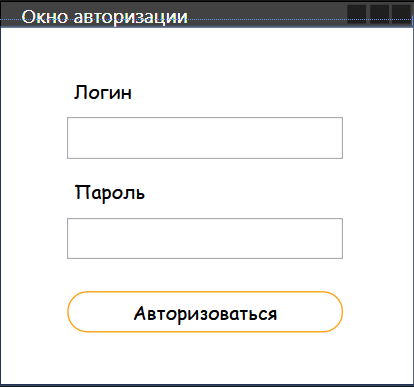 Окно авторизации
Логин
Пароль
Авторизоваться